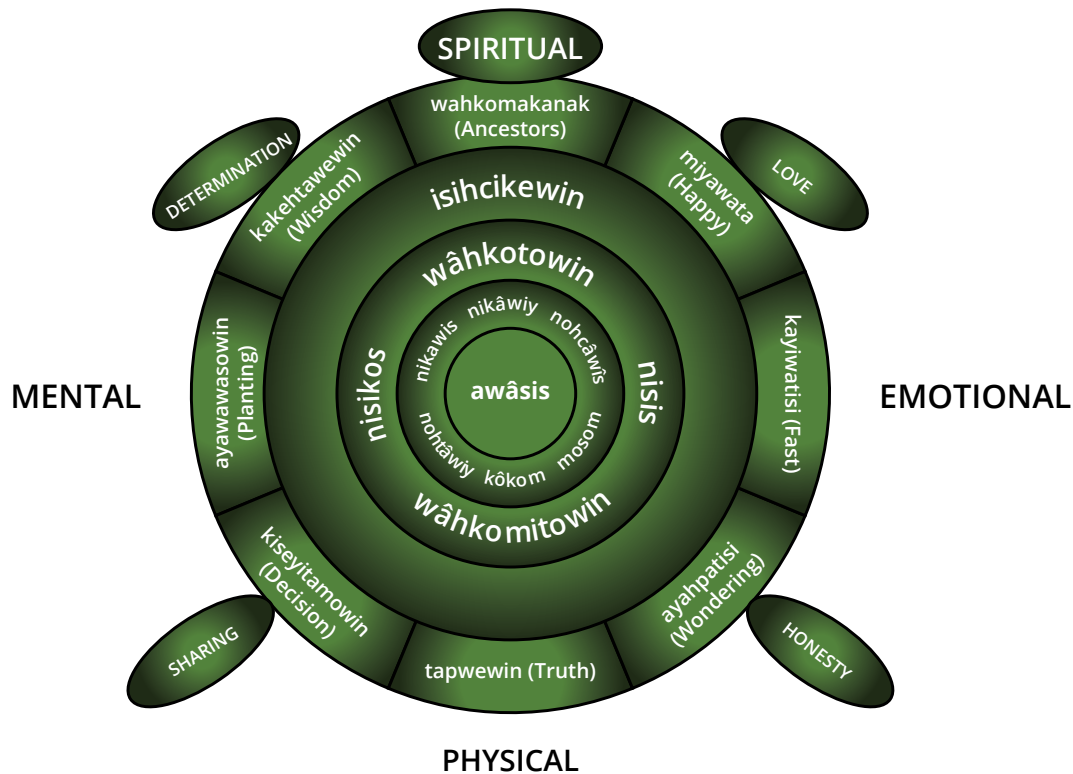 SPIRITUAL
wahkomakanak
(Ancestors)
DETERMINATION
LOVE
kakehtawewin
(Wisdom)
miyawata
(Happy)
isihcikewin
wâhkotowin
nikâwiy
nikawis
nohcâwîs
MENTAL
ayawawasowin
(Planting)
nisikos
awâsis
nisis
kayiwatisi (Fast)
EMOTIONAL
nohtâwiy
kôkom
mosom
wâhkomitowin
kiseyitamowin
(Decision)
ayahpatisi
(Wondering)
SHARING
tapwewin (Truth)
HONESTY
PHYSICAL